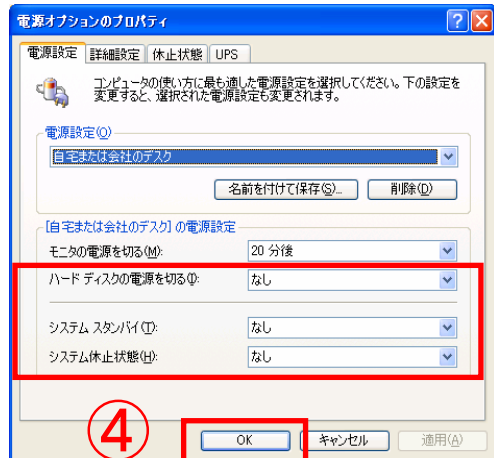 電源オプションのプロパティ
電源設定 詳細設定 休止状態 UPS
コンピュータの使い方に最も適した電源設定を選択してください。下の設定を
変更すると、選択された電源設定も変更されます。
電源設定(O)
自宅または会社のデスク
名前を付けて保存(S)... 削除(D)
[自宅または会社のデスク] の電源設定
モニタの電源を切る(M): 20 分後
ハード ディスクの電源を切る(I): なし
システム スタンバイ(T): なし
システム休止状態(H): なし
④ OK キャンセル 適用(A)